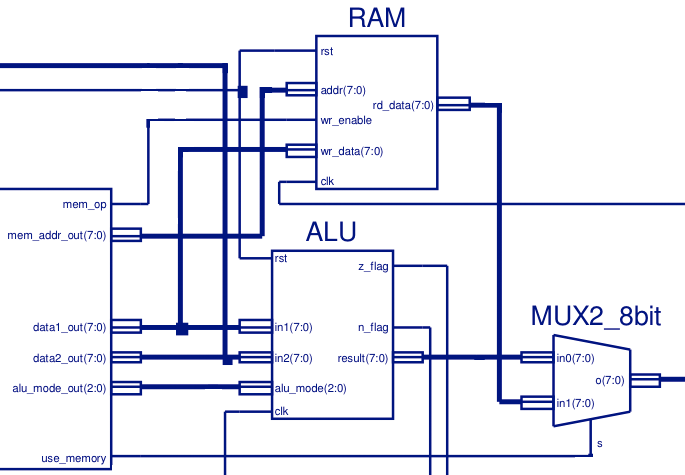 RAM
rst
addr(7:0)
rd_data(7:0)
wr_enable
wr_data(7:0)
clk
mem_op
mem_addr_out(7:0)
data1_out(7:0)
data2_out(7:0)
alu_mode_out(2:0)
use_memory
ALU
rst
z_flag
in1(7:0)
n_flag
in2(7:0)
result(7:0)
alu_mode(2:0)
clk
MUX2_8bit
in0(7:0)
o(7:0)
in1(7:0)
s